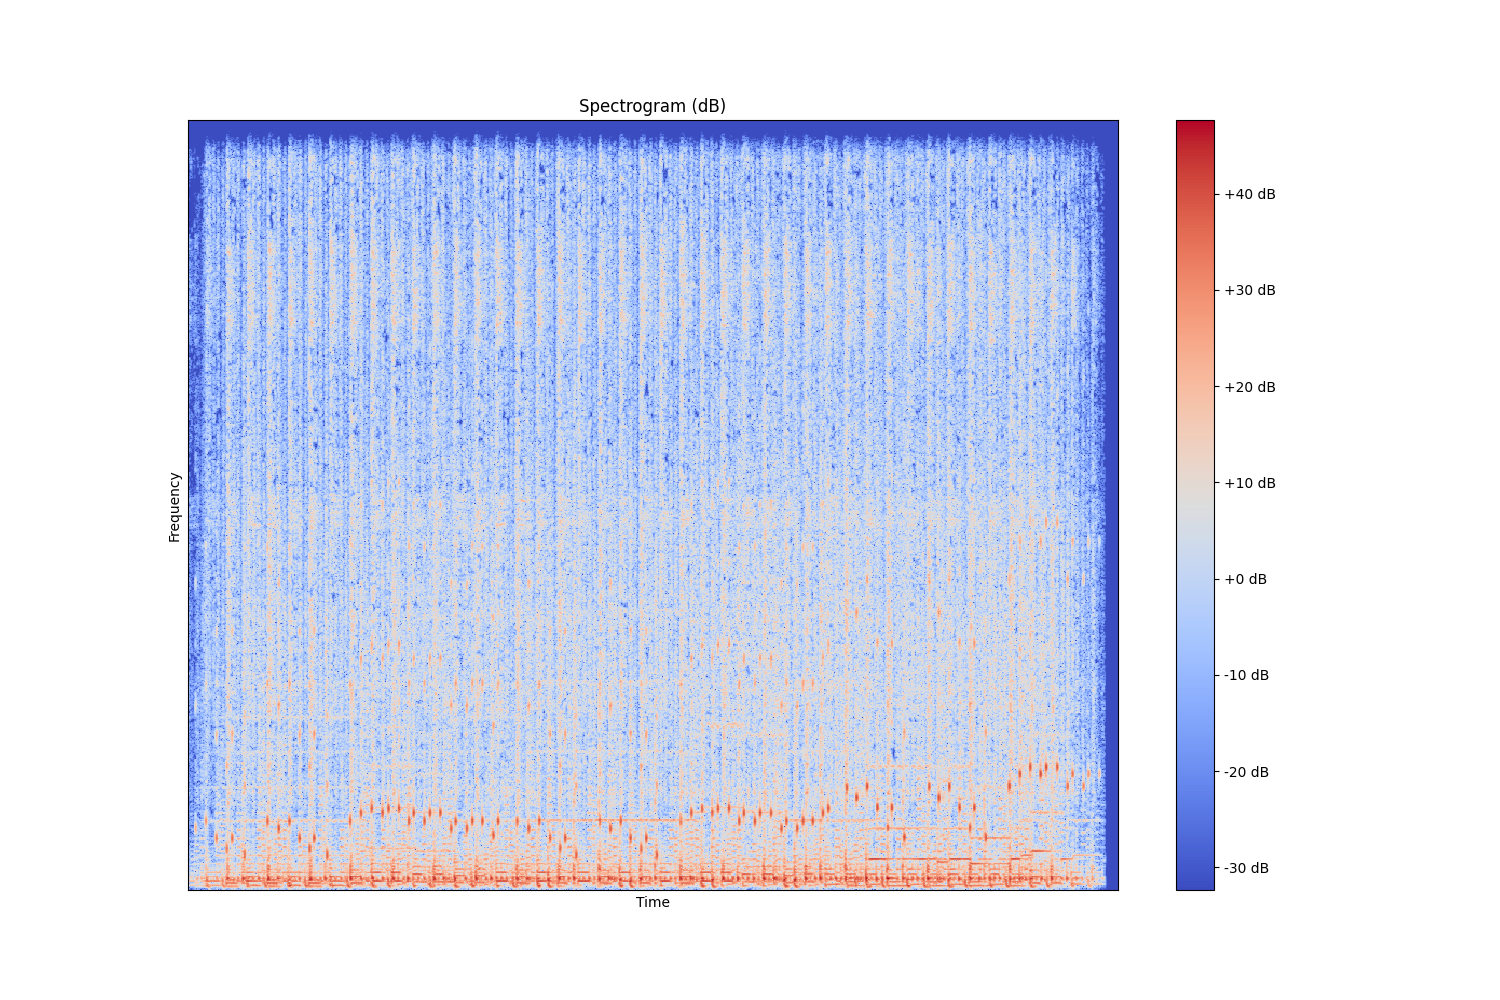 Spectrogram (dB)
+40 dB
+30 dB
+20 dB
+10 dB
+0 dB
-10 dB
-20 dB
-30 dB
Frequency
Time